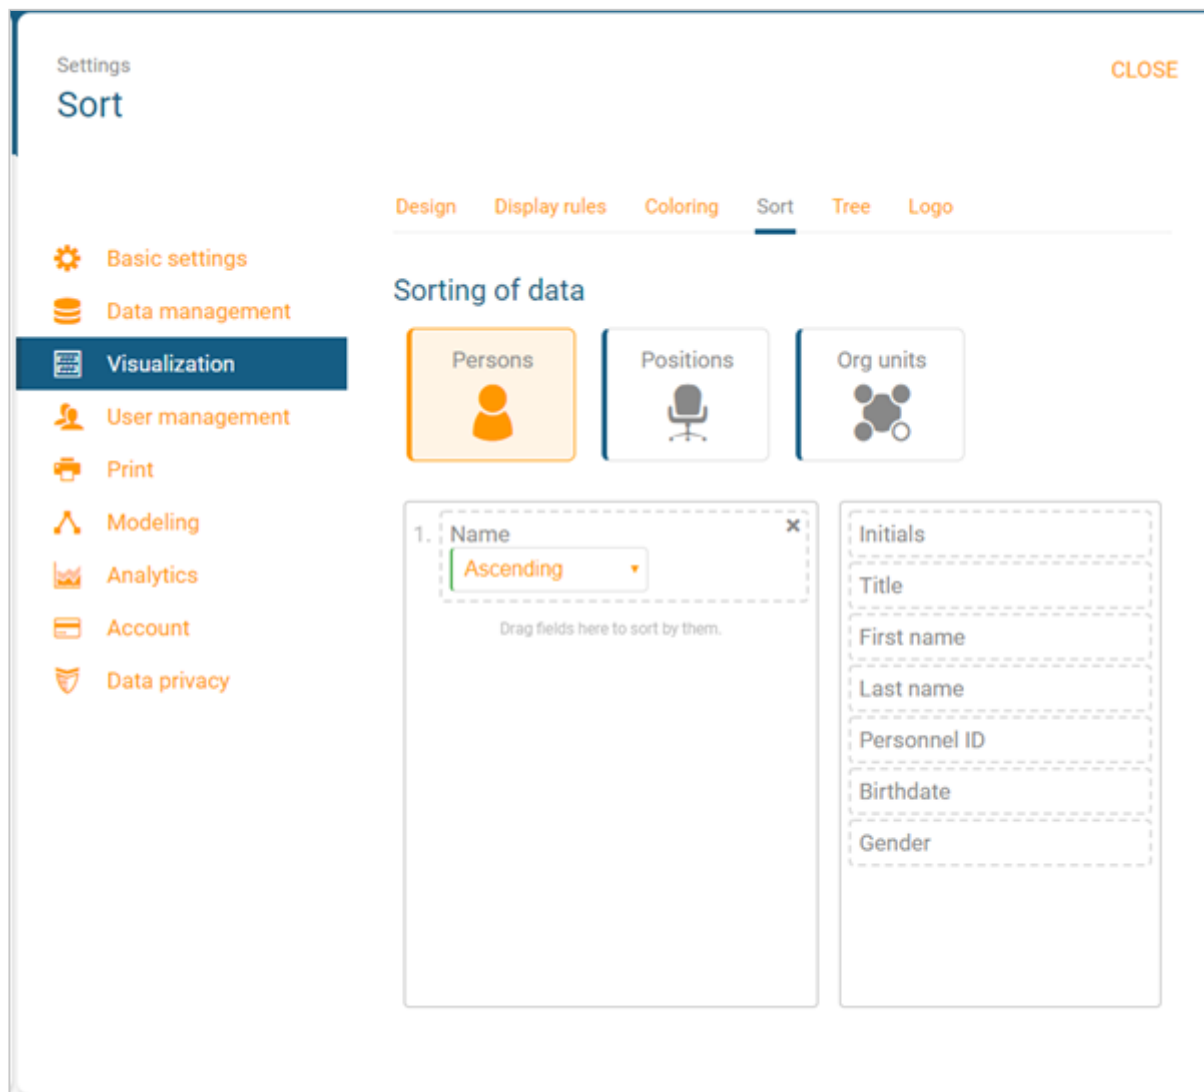 Settings
CLOSE
Sort
Design Display rules Coloring Sort Tree Logo
Basic settings
Data management
Visualization
User management
Print
Modeling
Analytics
Account
Data privacy
Sorting of data
Persons Positions Org units
1. Name ×
Ascending
Drag fields here to sort by them.
Initials
Title
First name
Last name
Personnel ID
Birthdate
Gender